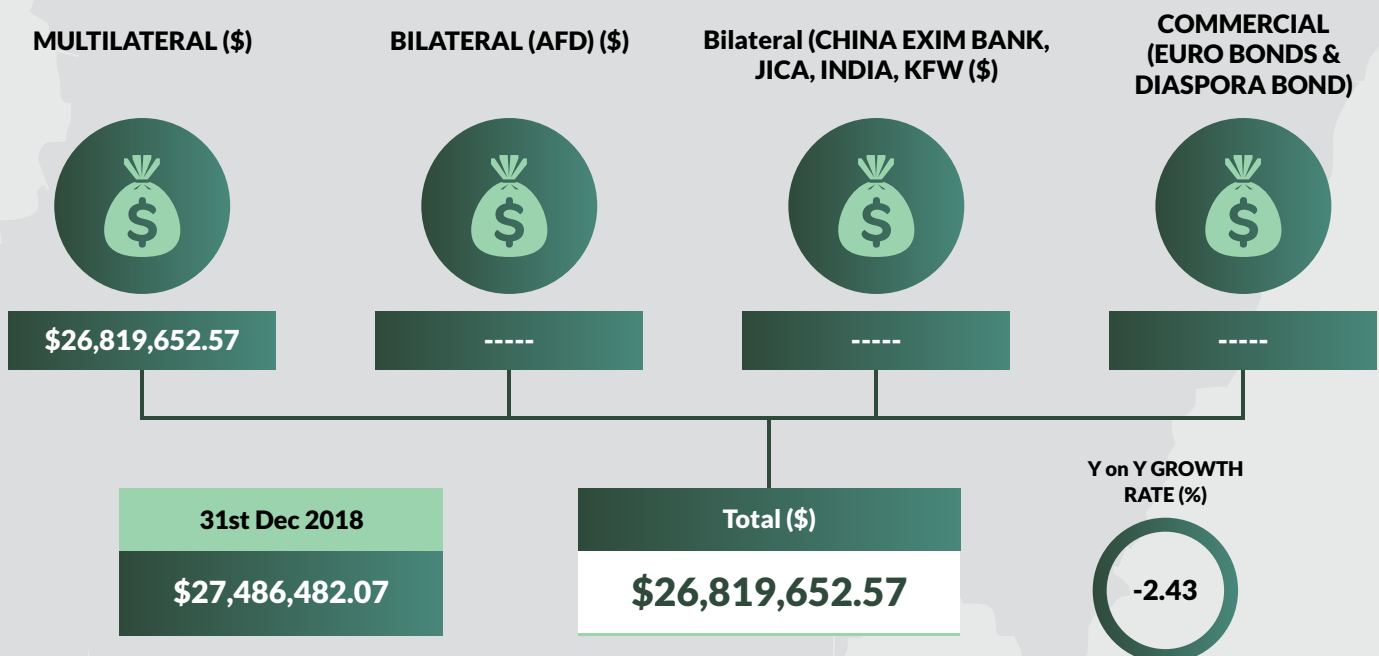 MULTILATERAL ($)
BILATERAL (AFD) ($)
Bilateral (CHINA EXIM BANK,
JICA, INDIA, KFW ($)
COMMERCIAL
(EURO BONDS &
DIASPORA BOND)
$
$
$
$
$26,819,652.57
-----
-----
-----
31st Dec 2018
$27,486,482.07
Total ($)
$26,819,652.57
Y on Y GROWTH
RATE (%)
-2.43